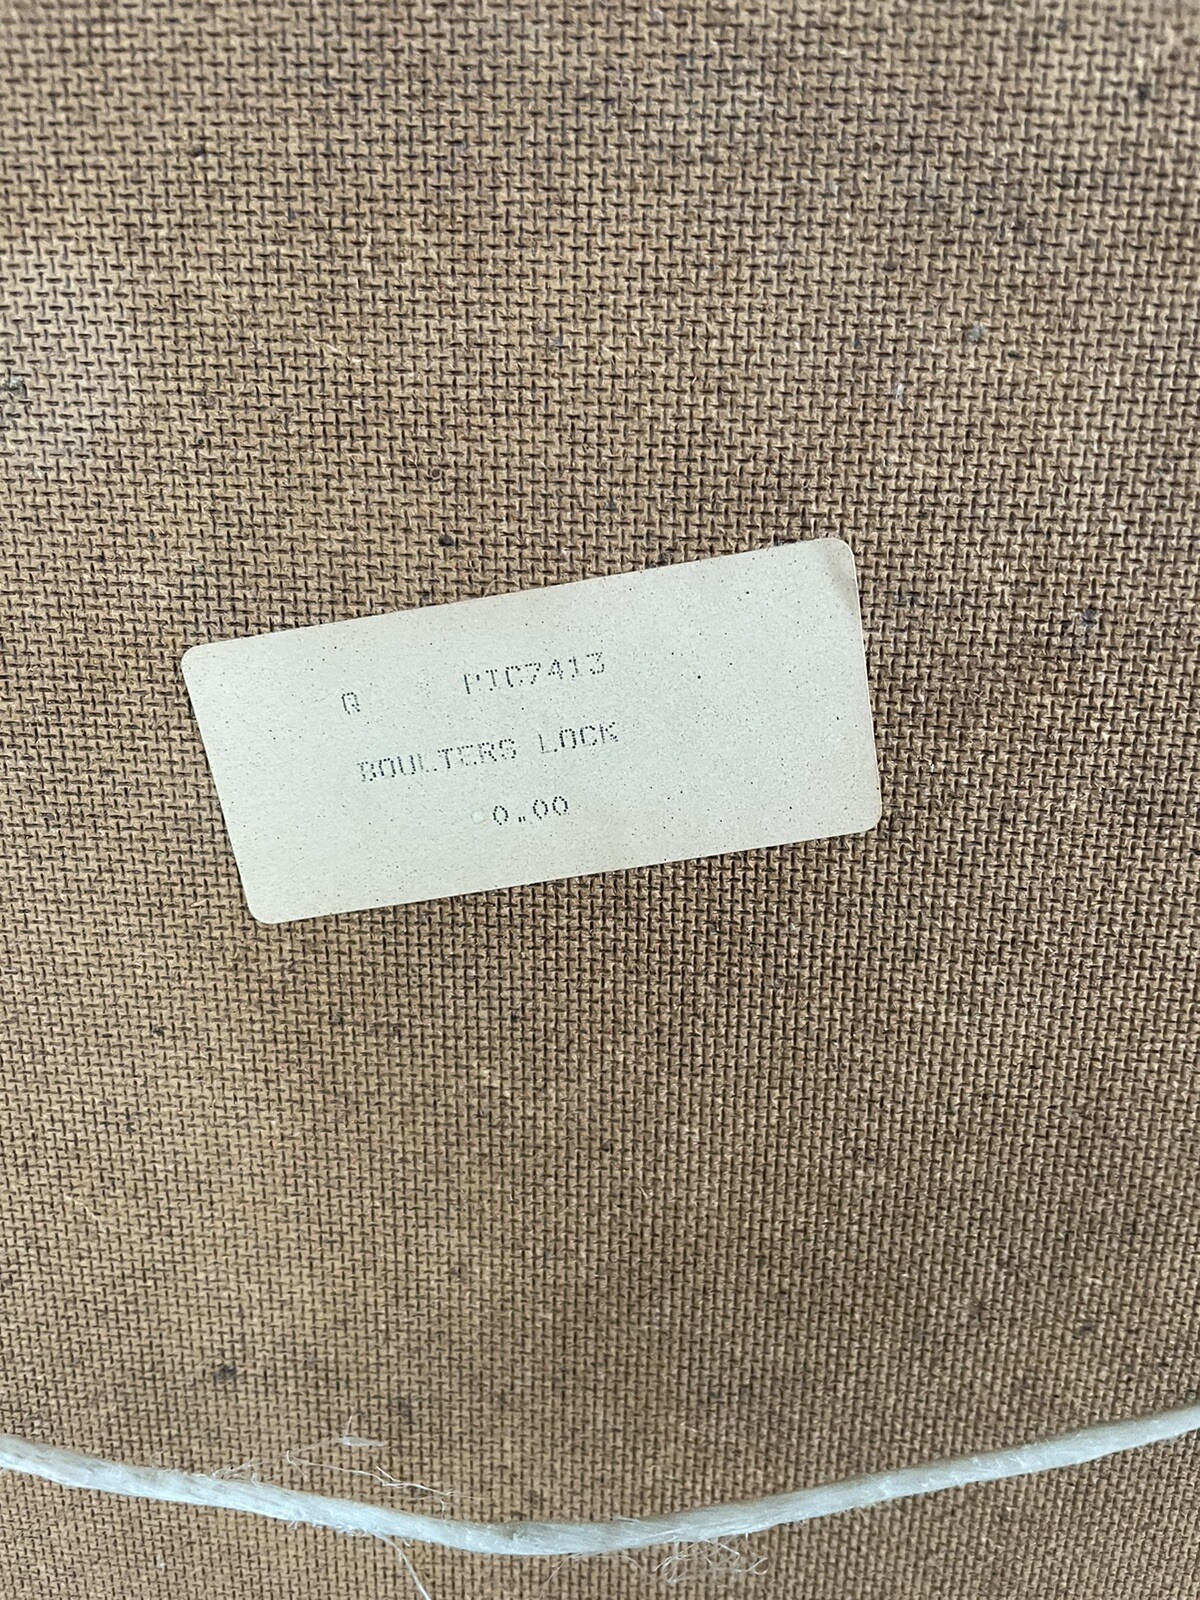 A PIC7413
BOULTERS LOCK
0.00